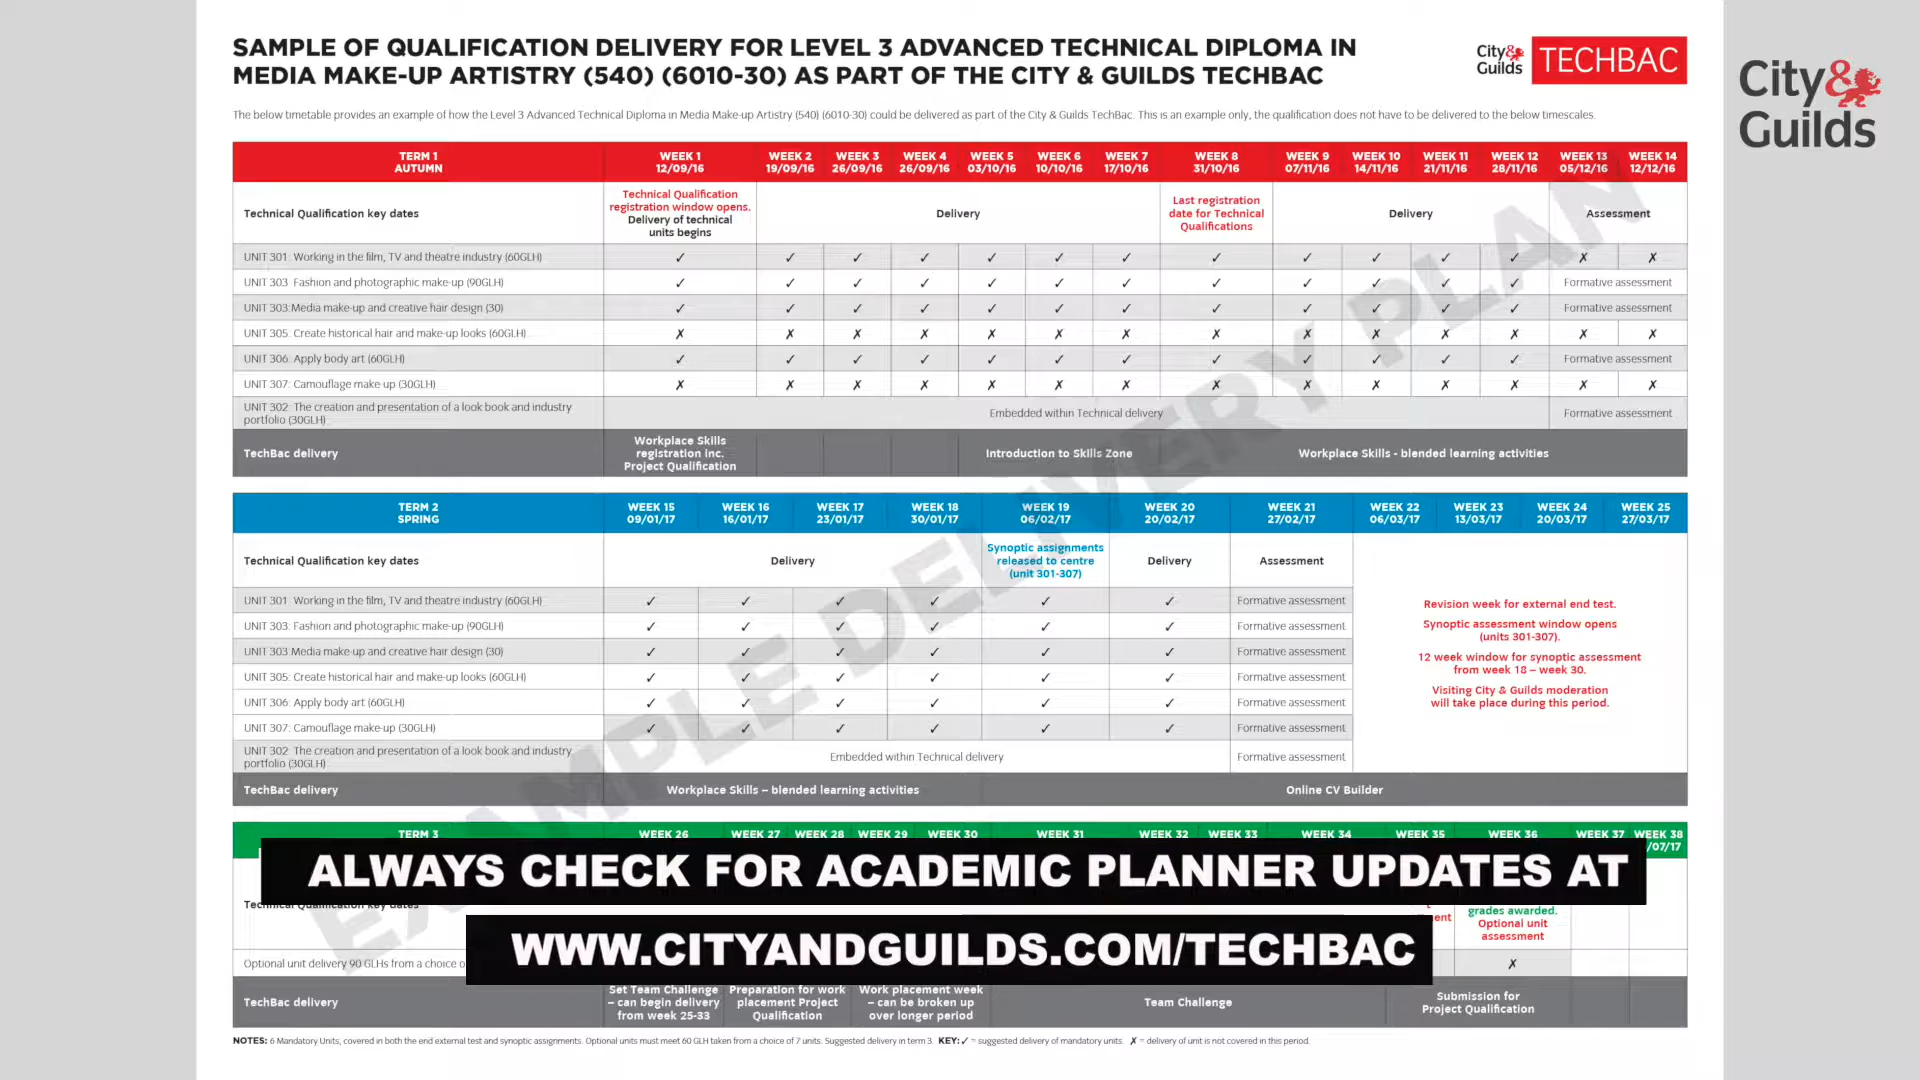 SAMPLE OF QUALIFICATION DELIVERY FOR LEVEL 3 ADVANCED TECHNICAL DIPLOMA IN
MEDIA MAKE-UP ARTISTRY (540) (6010-30) AS PART OF THE CITY & GUILDS TECHBAC
City& Guilds TECHBAC
City&
Guilds
The below timetable provides an example of how the Level 3 Advanced Technical Diploma in Media Make-up Artistry (540) (6010-30) could be delivered as part of the City & Guilds TechBac. This is an example only, the qualification does not have to be delivered to the below timescales.
TERM 1 WEEK 1 WEEK 2 WEEK 3 WEEK 4 WEEK 5 WEEK 6 WEEK 7 WEEK 8 WEEK 9 WEEK 10 WEEK 11 WEEK 12 WEEK 13 WEEK 14
AUTUMN 12/09/16 19/09/16 26/09/16 26/09/16 03/10/16 10/10/16 17/10/16 31/10/16 07/11/16 14/11/16 21/11/16 28/11/16 05/12/16 12/12/16
Technical Qualification key dates
Technical Qualification
registration window opens.
Delivery of technical
units begins
Delivery
Last registration
date for Technical
Qualifications
Delivery
Assessment
UNIT 301: Working in the film, TV and theatre industry (60GLH) ✓ ✓ ✓ ✓ ✓ ✓ ✓ ✓ ✓ ✓ ✓ ✓ ✗ ✗
UNIT 303 Fashion and photographic make-up (90GLH) ✓ ✓ ✓ ✓ ✓ ✓ ✓ ✓ ✓ ✓ ✓ ✓ Formative assessment
UNIT 303:Media make-up and creative hair design (30) ✓ ✓ ✓ ✓ ✓ ✓ ✓ ✓ ✓ ✓ ✓ ✓ Formative assessment
UNIT 305: Create historical hair and make-up looks (60GLH) ✗ ✗ ✗ ✗ ✗ ✗ ✗ ✗ ✗ ✗ ✗ ✗ ✗ ✗
UNIT 306: Apply body art (60GLH) ✓ ✓ ✓ ✓ ✓ ✓ ✓ ✓ ✓ ✓ ✓ ✓ Formative assessment
UNIT 307: Camouflage make-up (30GLH) ✗ ✗ ✗ ✗ ✗ ✗ ✗ ✗ ✗ ✗ ✗ ✗ ✗ ✗
UNIT 302: The creation and presentation of a look book and industry
portfolio (30GLH)
Embedded within Technical delivery Formative assessment
TechBac delivery
Workplace Skills
registration inc.
Project Qualification
Introduction to Skills Zone
Workplace Skills - blended learning activities
TERM 2 WEEK 15 WEEK 16 WEEK 17 WEEK 18 WEEK 19 WEEK 20 WEEK 21 WEEK 22 WEEK 23 WEEK 24 WEEK 25
SPRING 09/01/17 16/01/17 23/01/17 30/01/17 06/02/17 20/02/17 27/02/17 06/03/17 13/03/17 20/03/17 27/03/17
Technical Qualification key dates
Delivery
Synoptic assignments
released to centre
(unit 301-307)
Delivery
Assessment
UNIT 301: Working in the film, TV and theatre industry (60GLH) ✓ ✓ ✓ ✓ ✓ ✓ Formative assessment
UNIT 303: Fashion and photographic make-up (90GLH) ✓ ✓ ✓ ✓ ✓ ✓ Formative assessment
UNIT 303 Media make-up and creative hair design (30) ✓ ✓ ✓ ✓ ✓ ✓ Formative assessment
UNIT 305: Create historical hair and make-up looks (60GLH) ✓ ✓ ✓ ✓ ✓ ✓ Formative assessment
UNIT 306: Apply body art (60GLH) ✓ ✓ ✓ ✓ ✓ ✓ Formative assessment
UNIT 307: Camouflage make-up (30GLH) ✓ ✓ ✓ ✓ ✓ ✓ Formative assessment
UNIT 302: The creation and presentation of a look book and industry
portfolio (30GLH)
Embedded within Technical delivery Formative assessment
Revision week for external end test.
Synoptic assessment window opens
(units 301-307).
12 week window for synoptic assessment
from week 18 – week 30.
Visiting City & Guilds moderation
will take place during this period.
TechBac delivery Workplace Skills – blended learning activities Online CV Builder
TERM 3 WEEK 26 WEEK 27 WEEK 28 WEEK 29 WEEK 30 WEEK 31 WEEK 32 WEEK 33 WEEK 34 WEEK 35 WEEK 36 WEEK 37 WEEK 38
/07/17
ALWAYS CHECK FOR ACADEMIC PLANNER UPDATES AT
Technical Qualification key dates
grades awarded.
Optional unit
assessment
WWW.CITYANDGUILDS.COM/TECHBAC
Optional unit delivery 90 GLHs from a choice ✗
TechBac delivery
Set Team Challenge
– can begin delivery
from week 25-33
Preparation for work
placement Project
Qualification
Work placement week
– can be broken up
over longer period
Team Challenge
Submission for
Project Qualification
NOTES: 6 Mandatory Units, covered in both the end external test and synoptic assignments. Optional units must meet 60 GLH taken from a choice of 7 units. Suggested delivery in term 3. KEY: ✓ = suggested delivery of mandatory units. ✗ = delivery of unit is not covered in this period.
EXAMPLE DELIVERY PLAN